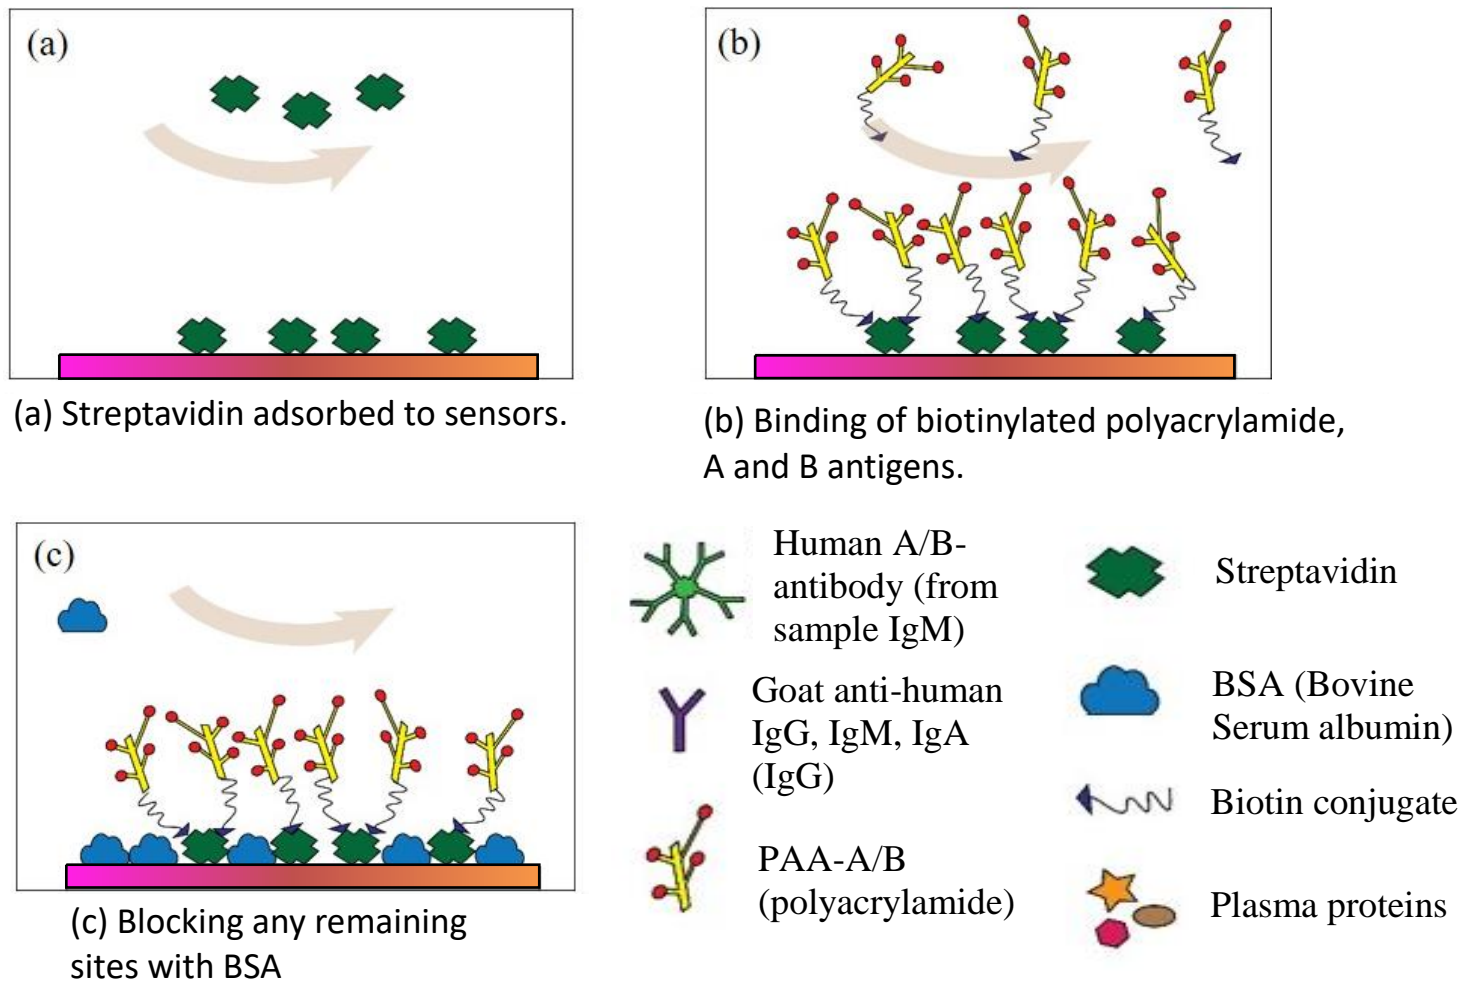 (a)
(a) Streptavidin adsorbed to sensors.
(b)
(b) Binding of biotinylated polyacrylamide,
A and B antigens.
(c)
(c) Blocking any remaining
sites with BSA
Human A/B-
antibody (from
sample IgM)
Goat anti-human
IgG, IgM, IgA
(IgG)
PAA-A/B
(polyacrylamide)
Streptavidin
BSA (Bovine
Serum albumin)
Biotin conjugate
Plasma proteins